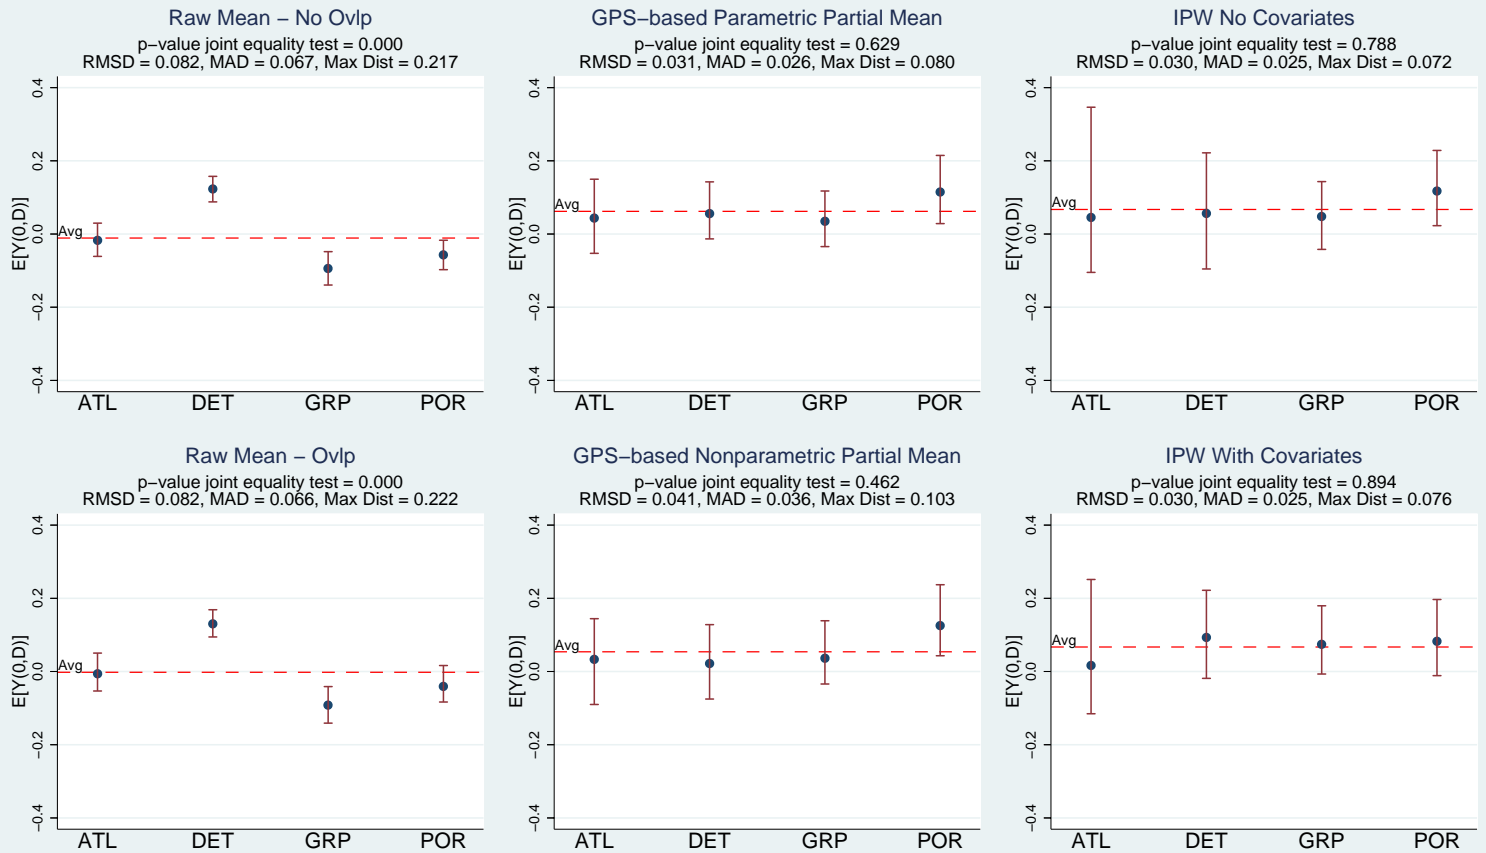 Raw Mean − No Ovlp
p−value joint equality test = 0.000
RMSD = 0.082, MAD = 0.067, Max Dist = 0.217
E[Y(0,D)]
0.4
0.2
0.0
−0.2
−0.4
Avg
ATL DET GRP POR
GPS−based Parametric Partial Mean
p−value joint equality test = 0.629
RMSD = 0.031, MAD = 0.026, Max Dist = 0.080
E[Y(0,D)]
0.4
0.2
0.0
−0.2
−0.4
Avg
ATL DET GRP POR
IPW No Covariates
p−value joint equality test = 0.788
RMSD = 0.030, MAD = 0.025, Max Dist = 0.072
E[Y(0,D)]
0.4
0.2
0.0
−0.2
−0.4
Avg
ATL DET GRP POR
Raw Mean − Ovlp
p−value joint equality test = 0.000
RMSD = 0.082, MAD = 0.066, Max Dist = 0.222
E[Y(0,D)]
0.4
0.2
0.0
−0.2
−0.4
Avg
ATL DET GRP POR
GPS−based Nonparametric Partial Mean
p−value joint equality test = 0.462
RMSD = 0.041, MAD = 0.036, Max Dist = 0.103
E[Y(0,D)]
0.4
0.2
0.0
−0.2
−0.4
Avg
ATL DET GRP POR
IPW With Covariates
p−value joint equality test = 0.894
RMSD = 0.030, MAD = 0.025, Max Dist = 0.076
E[Y(0,D)]
0.4
0.2
0.0
−0.2
−0.4
Avg
ATL DET GRP POR